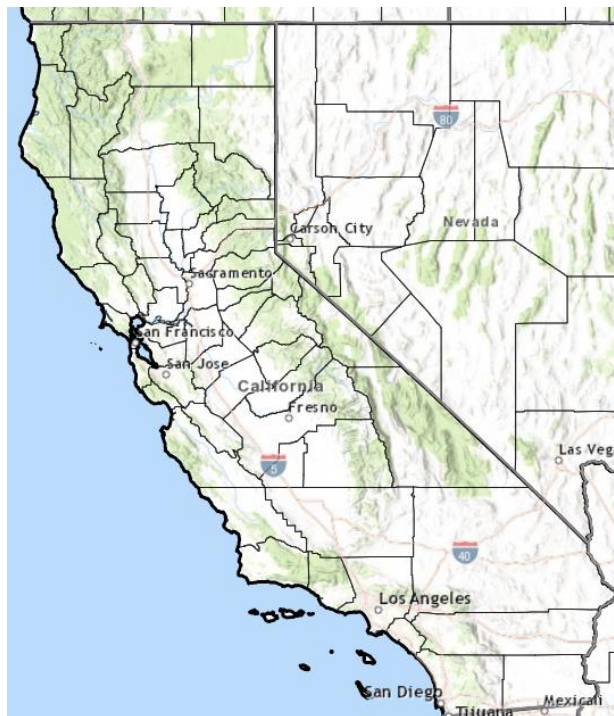 80
Carson City
Nevada
Sacramento
San Francisco
San Jose
California
Fresno
Las Veg
5
40
Los Angeles
San Diego
Tijuana
Mexicali